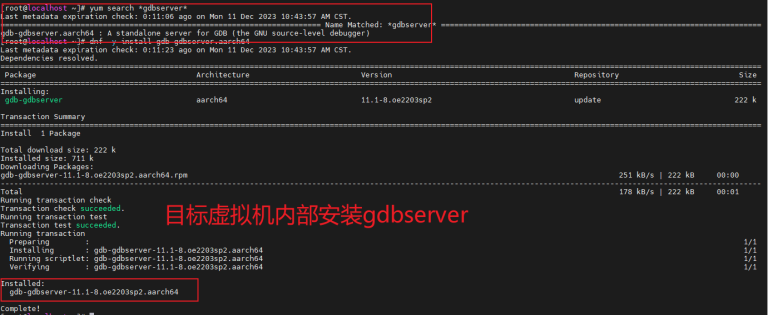 [root@localhost ~]# yum search *gdbserver*
Last metadata expiration check: 0:11:06 ago on Mon 11 Dec 2023 10:43:57 AM CST.
================ Name Matched: *gdbserver* ================
gdb-gdbserver.aarch64 : A standalone server for GDB (the GNU source-level debugger)
[root@localhost ~]# dnf -y install gdb-gdbserver.aarch64
Last metadata expiration check: 0:11:23 ago on Mon 11 Dec 2023 10:43:57 AM CST.
Dependencies resolved.
================================
Package Architecture Version Repository Size
================================
Installing:
gdb-gdbserver aarch64 11.1-8.oe2203sp2 update 222 k
Transaction Summary
================================
Install 1 Package
Total download size: 222 k
Installed size: 711 k
Downloading Packages:
gdb-gdbserver-11.1-8.oe2203sp2.aarch64.rpm 251 kB/s | 222 kB 00:00
--------------------------------
Total 178 kB/s | 222 kB 00:01
Running transaction check
Transaction check succeeded.
Running transaction test
Transaction test succeeded.
目标虚拟机内部安装gdbserver
Running transaction
Preparing : 1/1
Installing : gdb-gdbserver-11.1-8.oe2203sp2.aarch64 1/1
Running scriptlet: gdb-gdbserver-11.1-8.oe2203sp2.aarch64 1/1
Verifying : gdb-gdbserver-11.1-8.oe2203sp2.aarch64 1/1
Installed:
gdb-gdbserver-11.1-8.oe2203sp2.aarch64
Complete!